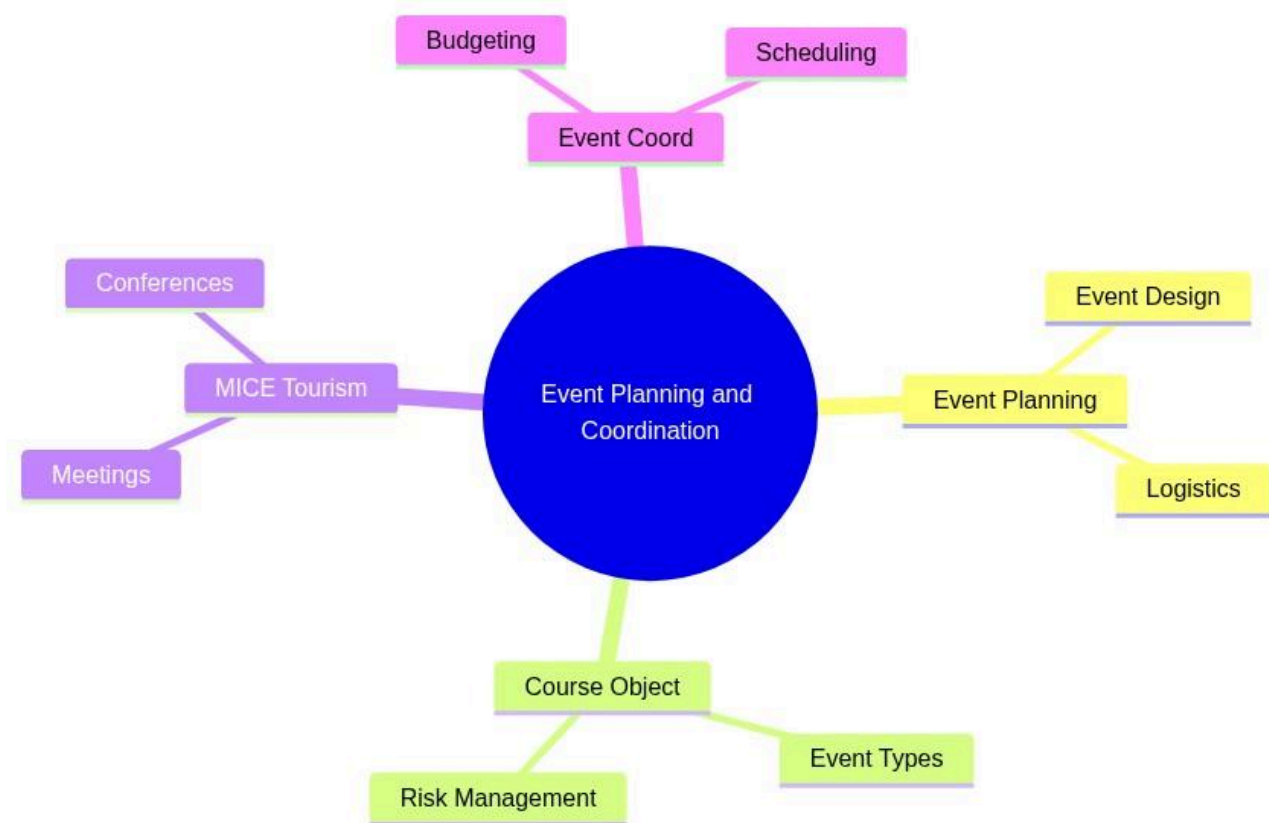 Budgeting
Scheduling
Event Coord
Conferences
Event Design
MICE Tourism
Event Planning and
Coordination
Event Planning
Meetings
Logistics
Course Object
Event Types
Risk Management